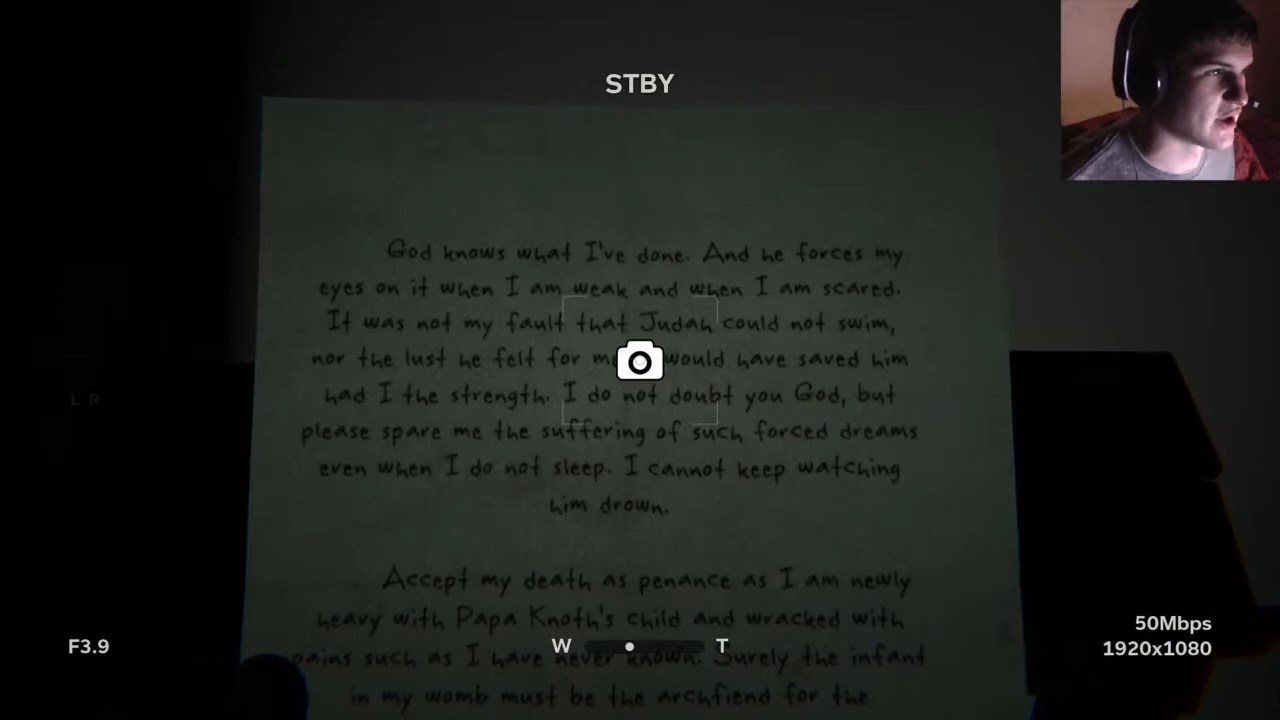 STBY
God knows what I've done. And he forces my
eyes on it when I am weak and when I am scared.
It was not my fault that Judah could not swim,
nor the lust he felt for me would have saved him
had I the strength. I do not doubt you God, but
please spare me the suffering of such forced dreams
even when I do not sleep. I cannot keep watching
him drown.
Accept my death as penance as I am newly
heavy with Papa Knoth's child and wracked with
pains such as I have never known. Surely the infant
in my womb must be the archfiend for the
L R
F3.9
W T
50Mbps
1920x1080